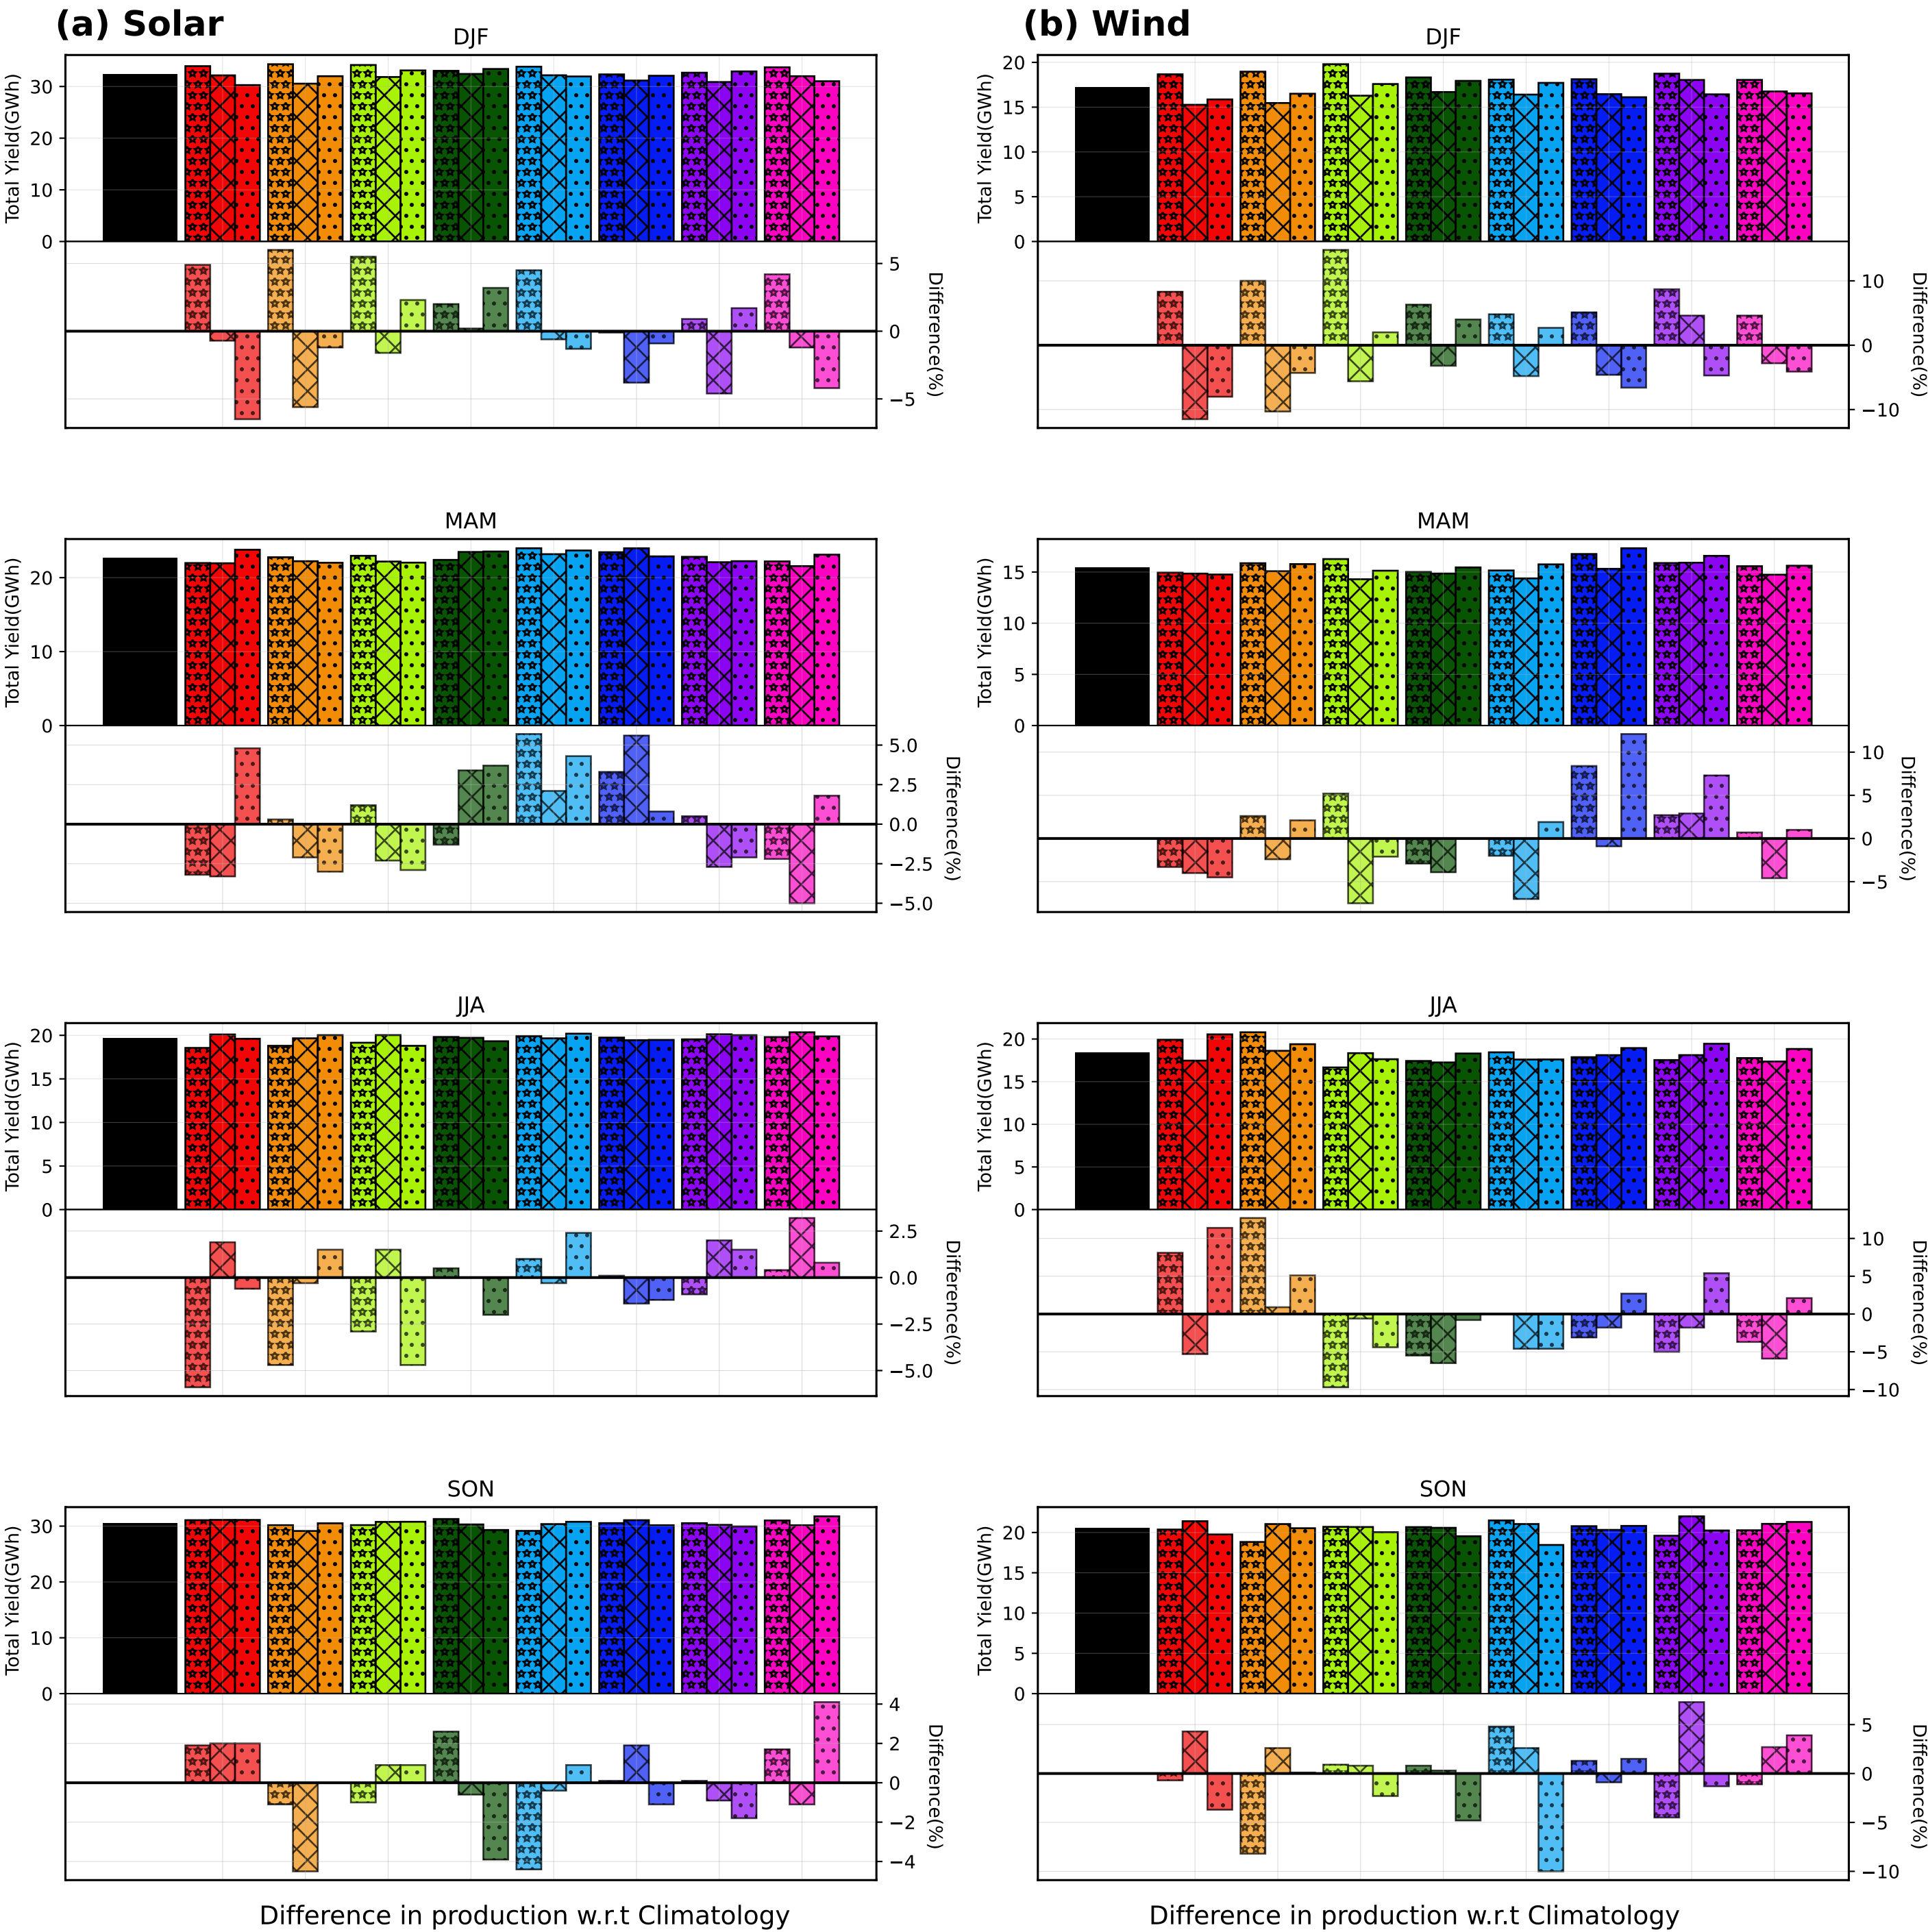 (a) Solar
DJF
Total Yield(GWh)
30
20
10
0
5
0
−5
Difference(%)
MAM
Total Yield(GWh)
20
10
0
5.0
2.5
0.0
−2.5
−5.0
Difference(%)
JJA
Total Yield(GWh)
20
15
10
5
0
2.5
0.0
−2.5
−5.0
Difference(%)
SON
Total Yield(GWh)
30
20
10
0
4
2
0
−2
−4
Difference(%)
Difference in production w.r.t Climatology
(b) Wind
DJF
Total Yield(GWh)
20
15
10
5
0
10
0
−10
Difference(%)
MAM
Total Yield(GWh)
15
10
5
0
10
5
0
−5
Difference(%)
JJA
Total Yield(GWh)
20
15
10
5
0
10
5
0
−5
−10
Difference(%)
SON
Total Yield(GWh)
20
15
10
5
0
5
0
−5
−10
Difference(%)
Difference in production w.r.t Climatology